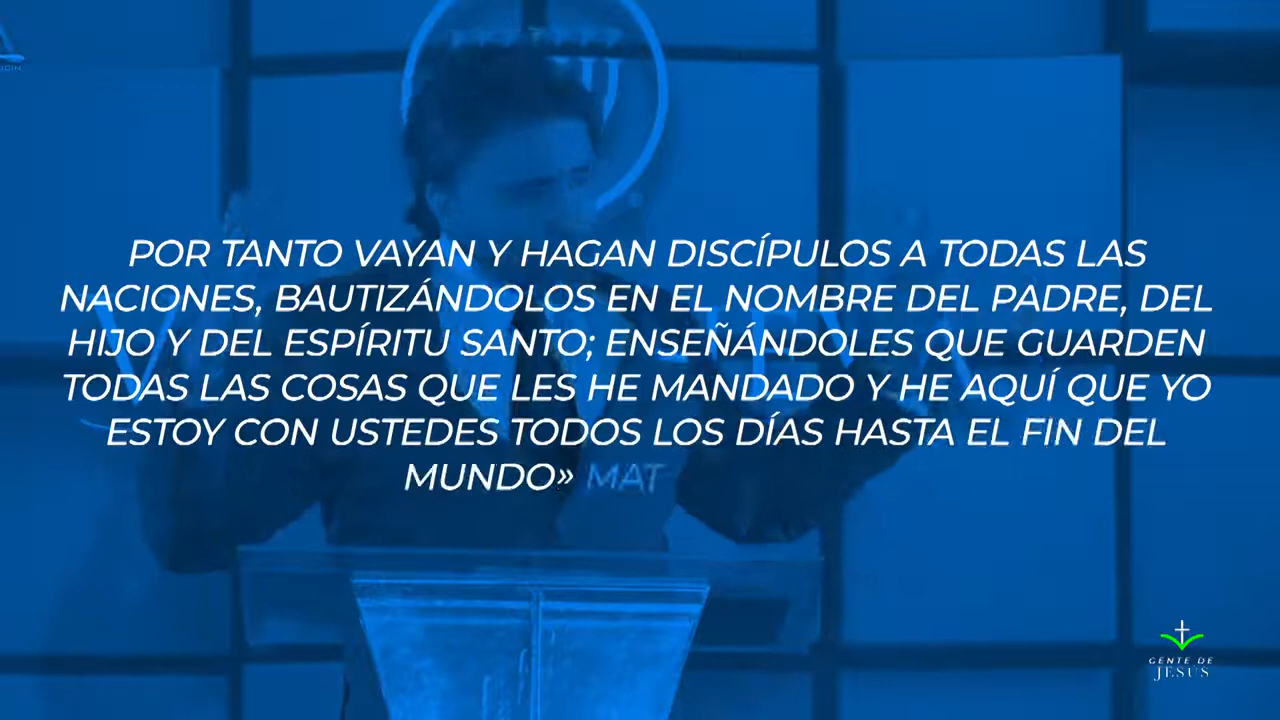 POR TANTO VAYAN Y HAGAN DISCÍPULOS A TODAS LAS
NACIONES, BAUTIZÁNDOLOS EN EL NOMBRE DEL PADRE, DEL
HIJO Y DEL ESPÍRITU SANTO; ENSEÑÁNDOLES QUE GUARDEN
TODAS LAS COSAS QUE LES HE MANDADO Y HE AQUÍ QUE YO
ESTOY CON USTEDES TODOS LOS DÍAS HASTA EL FIN DEL
MUNDO» MAT
GENTE DE
JESÚS